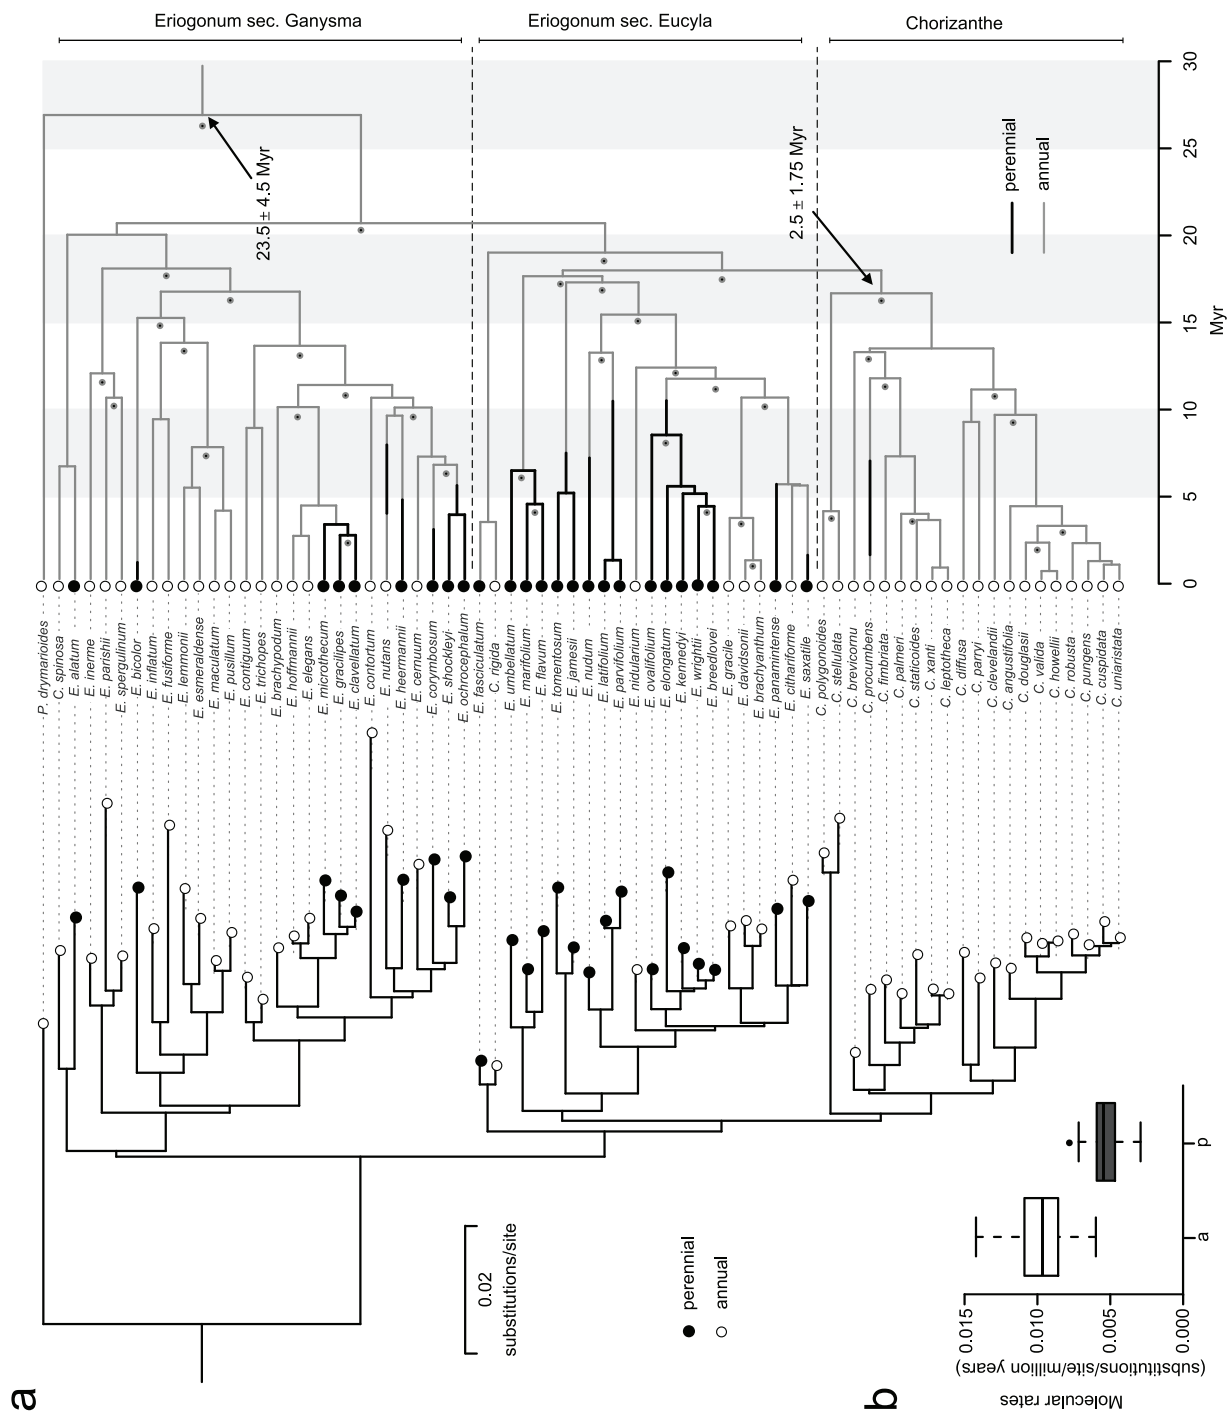 a
Eriogonum sec. Ganysma
Eriogonum sec. Eucyla
Chorizanthe
23.5 ± 4.5 Myr
2.5 ± 1.75 Myr
perennial
annual
0
5
10
15
20
25
30
Myr
P. drymarioides
C. spinosa
E. alatum
E. inerme
E. parishii
E. spergulinum
E. bicolor
E. inflatum
E. fusiforme
E. lemmonii
E. esmeraldense
E. maculatum
E. pusillum
E. contiguum
E. trichopes
E. brachypodum
E. hoffmannii
E. elegans
E. microthecum
E. gracilipes
E. clavellatum
E. contortum
E. nutans
E. heermannii
E. cernuum
E. corymbosum
E. shockleyi
E. ochrocephalum
E. fasciculatum
C. rigida
E. umbellatum
E. marifolium
E. flavum
E. tomentosum
E. jamesii
E. nudum
E. latifolium
E. parvifolium
E. nidularium
E. ovalifolium
E. elongatum
E. kennedyi
E. wrightii
E. breedlovei
E. gracile
E. davidsonii
E. brachyanthum
E. panamintense
E. cithariforme
E. saxatile
C. polygonoides
C. stellulata
C. brevicornu
C. procumbens
C. fimbriata
C. palmeri
C. staticoides
C. xanti
C. leptotheca
C. diffusa
C. parryi
C. clevelandii
C. angustifolia
C. douglasii
C. valida
C. howellii
C. robusta
C. pungens
C. cuspidata
C. uniaristata
0.02
substitutions/site
perennial
annual
b
Molecular rates
(substitutions/site/million years)
0.015
0.010
0.005
0.000
a
p